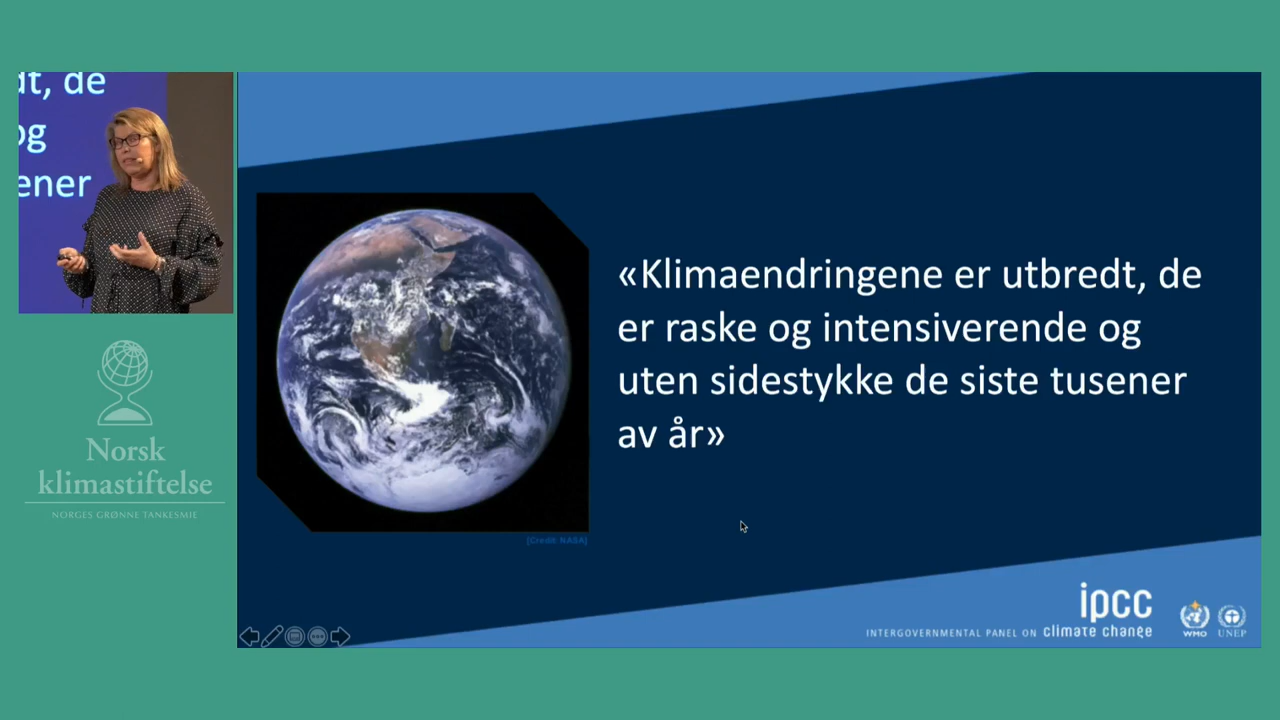 dt, de
og
ener
Norsk
klimastiftelse
NORGES GRØNNE TANKESMIE
«Klimaendringene er utbredt, de
er raske og intensiverende og
uten sidestykke de siste tusener
av år»
[Credit: NASA]
ipcc
INTERGOVERNMENTAL PANEL ON climate change
WMO
UNEP